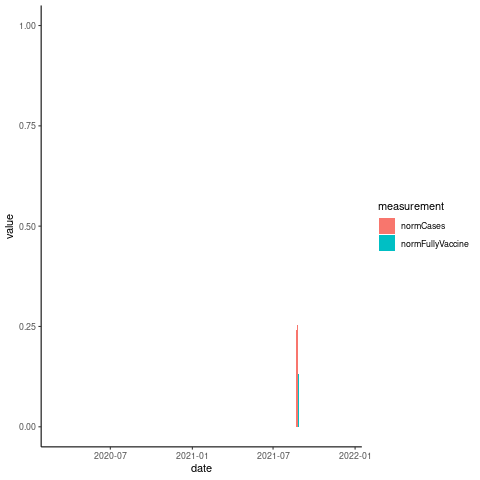 1.00
0.75
0.50
0.25
0.00
value
2020-07
2021-01
2021-07
2022-01
date
measurement
normCases
normFullyVaccine